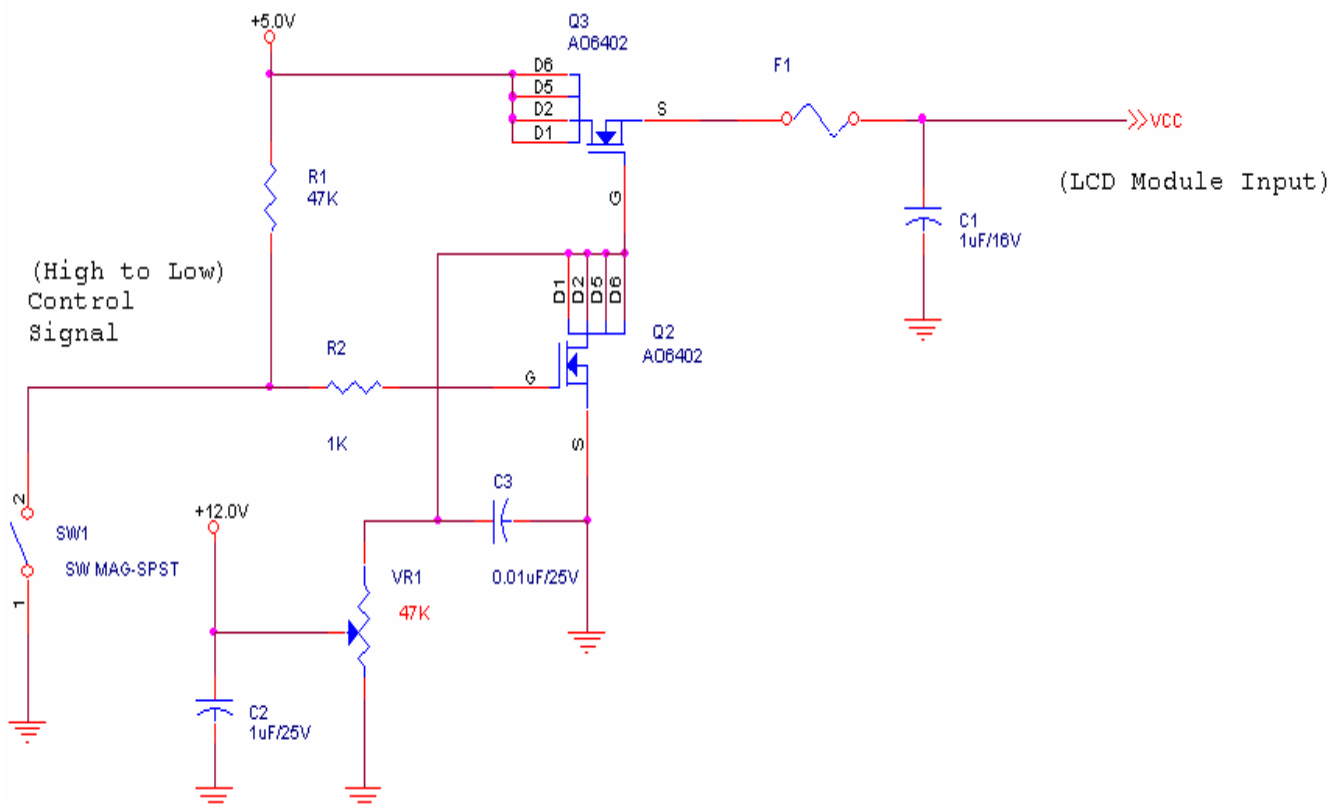 +5.0V
Q3
AO6402
D6
D5
D2
D1
S
G
F1
VCC
(LCD Module Input)
R1
47K
C1
1uF/16V
(High to Low)
Control
Signal
D1
D2
D5
D6
Q2
AO6402
R2
1K
G
S
2
SW1
SW MAG-SPST
1
+12.0V
C3
0.01uF/25V
VR1
47K
C2
1uF/25V